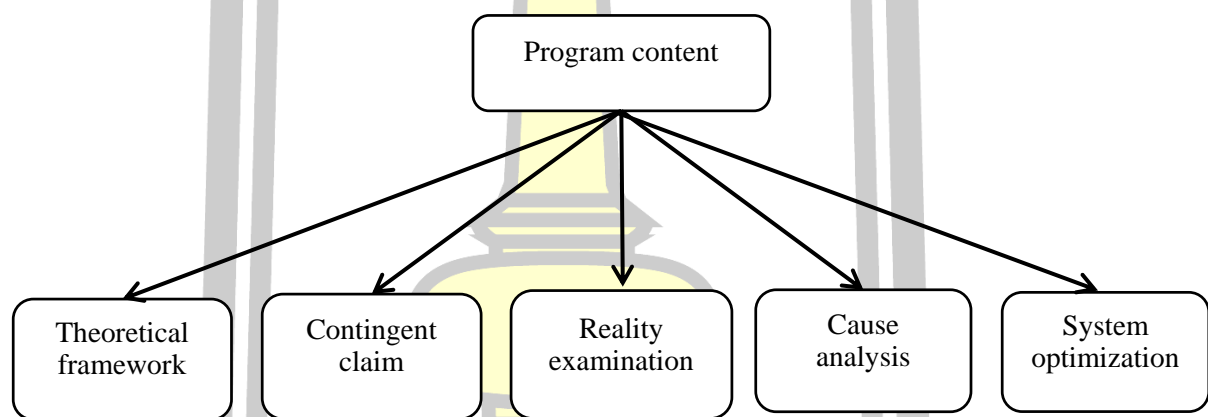 Program content
Theoretical
framework
Contingent
claim
Reality
examination
Cause
analysis
System
optimization